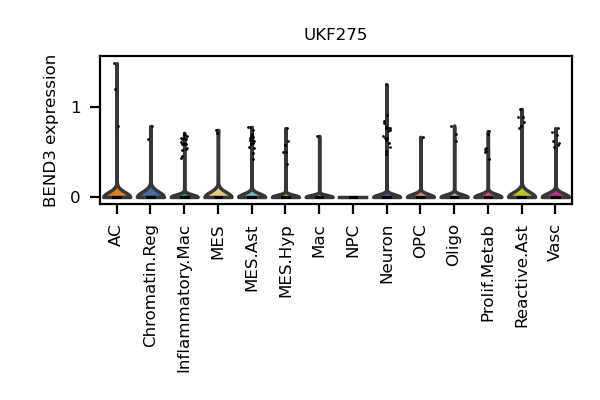 UKF275
BEND3 expression
1
0
AC
Chromatin.Reg
Inflammatory.Mac
MES
MES.Ast
MES.Hyp
Mac
NPC
Neuron
OPC
Oligo
Prolif.Metab
Reactive.Ast
Vasc